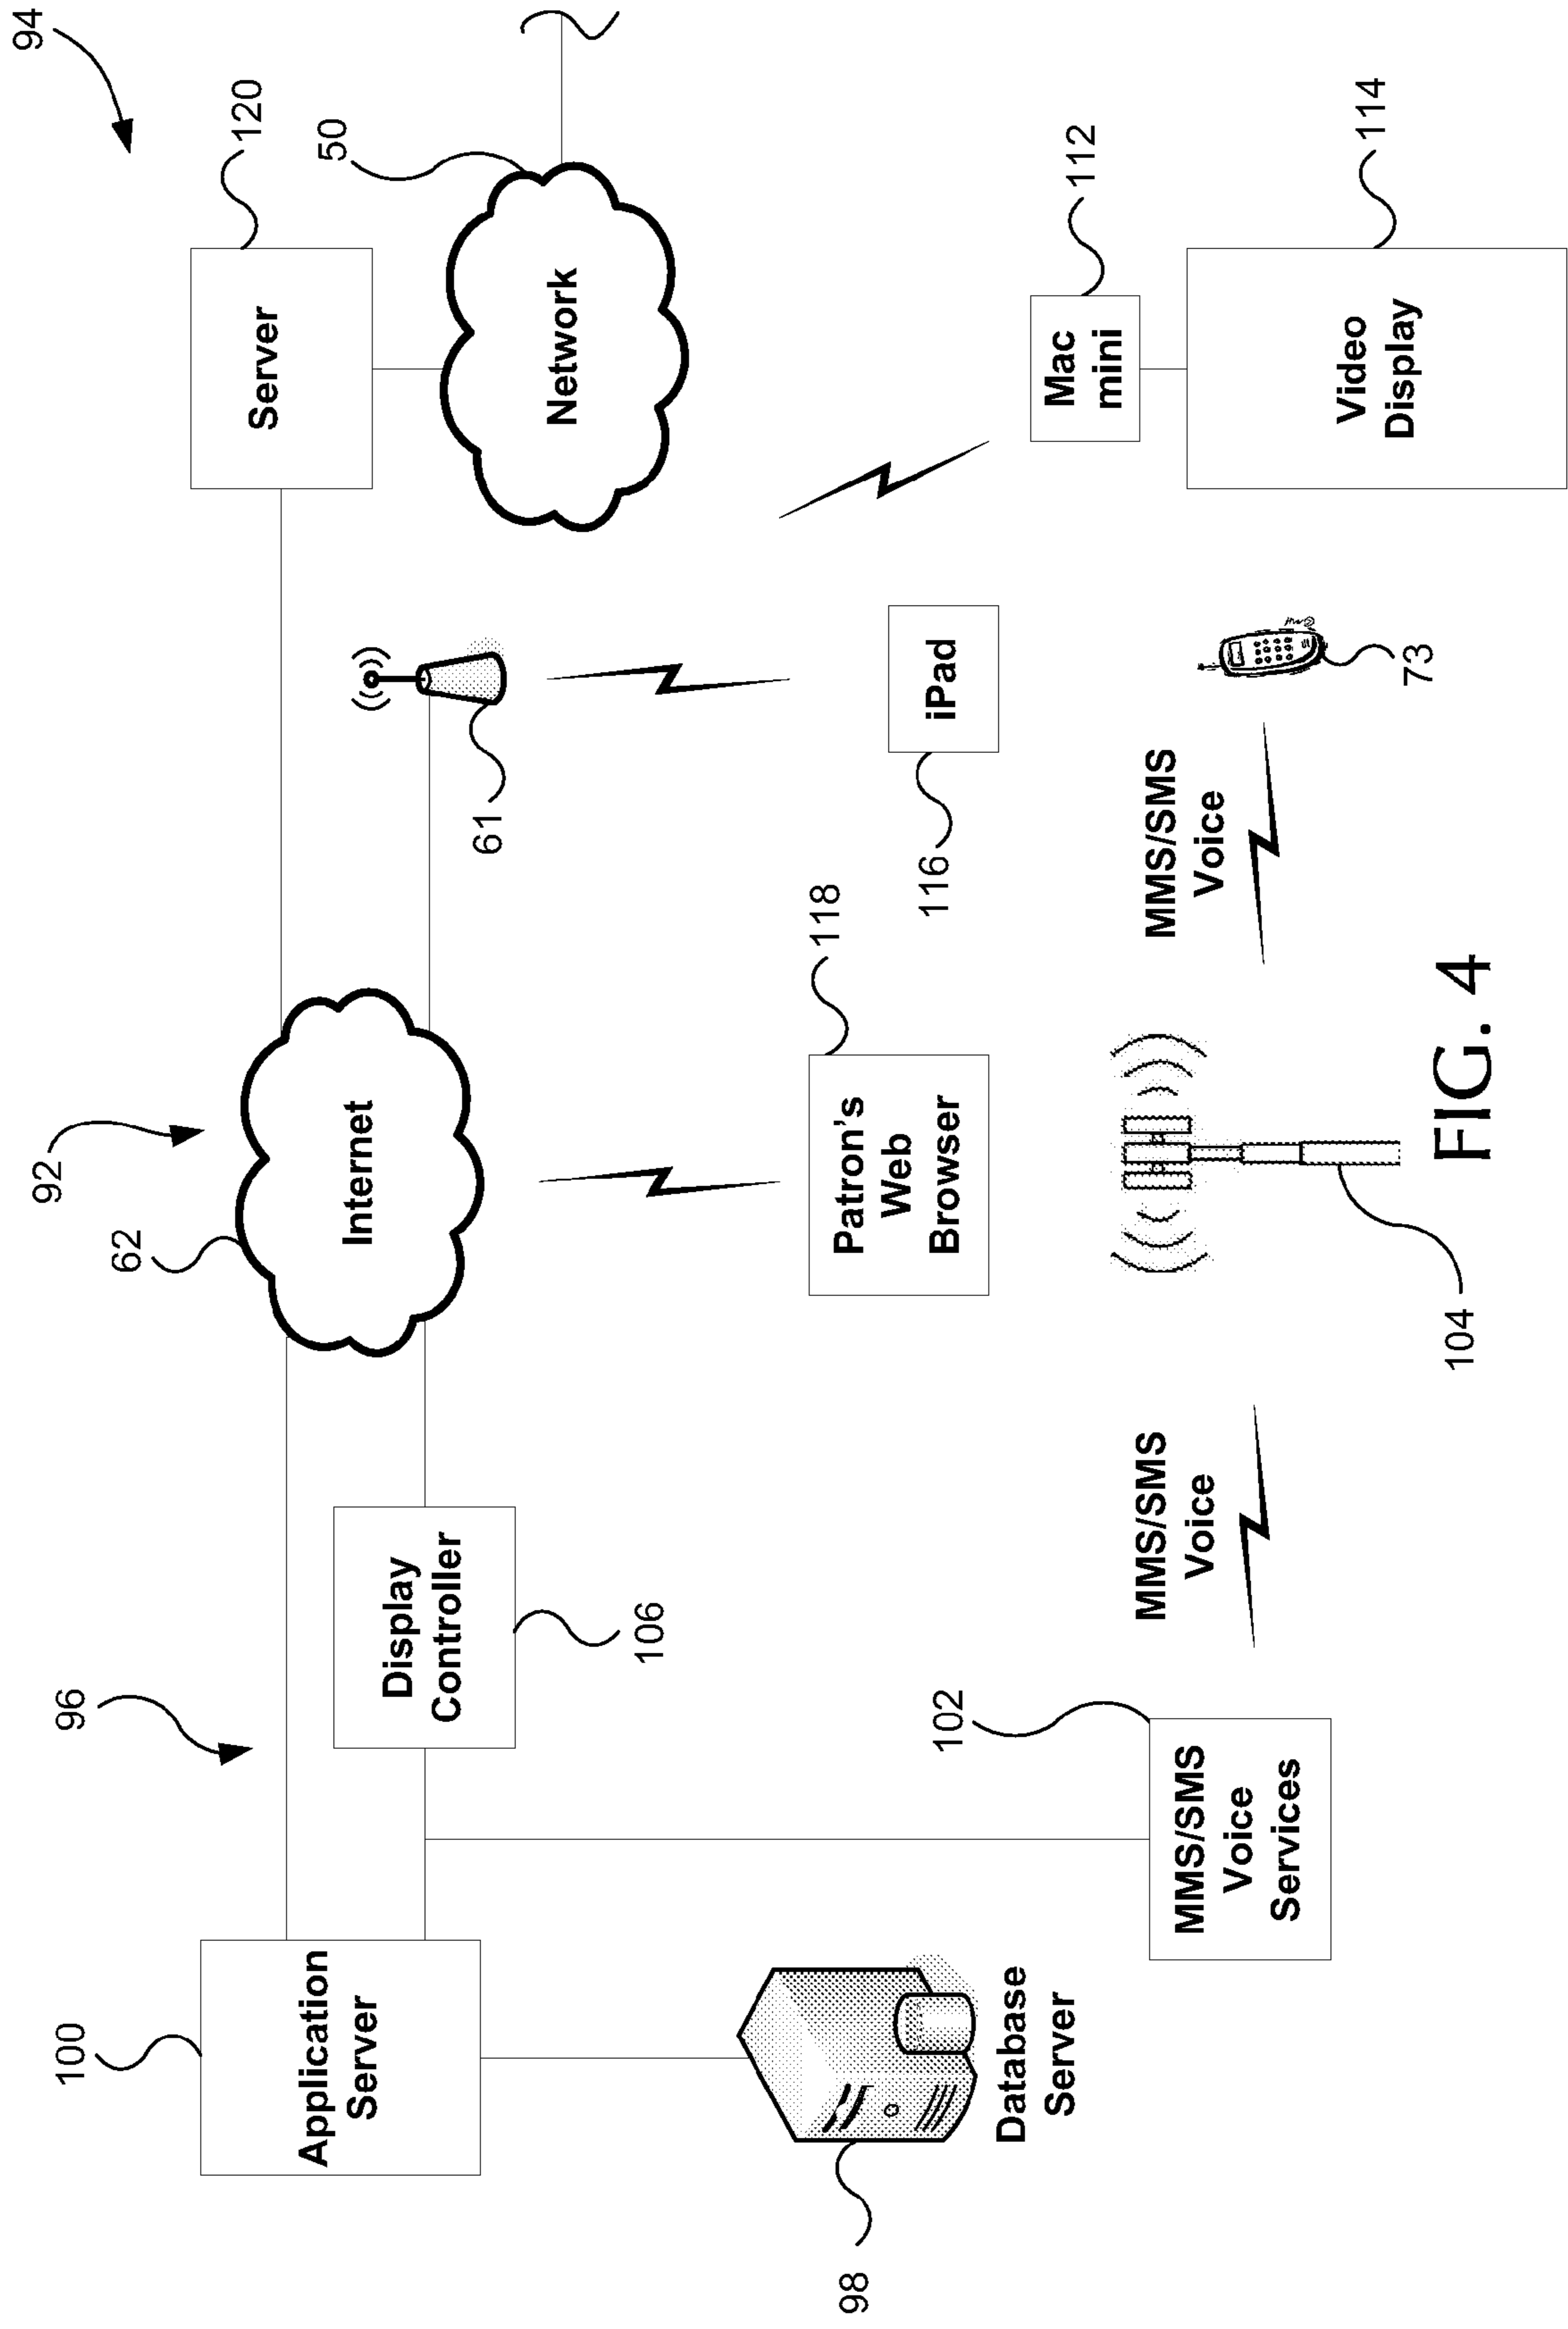 94
92
96
120
Server
50
Network
62
Internet
100
Application
Server
Display
Controller
106
61
112
Mac
mini
114
Video
Display
iPad
116
118
Patron's
Web
Browser
98
Database
Server
102
MMS/SMS
Voice
Services
MMS/SMS
Voice
104
MMS/SMS
Voice
73
FIG. 4